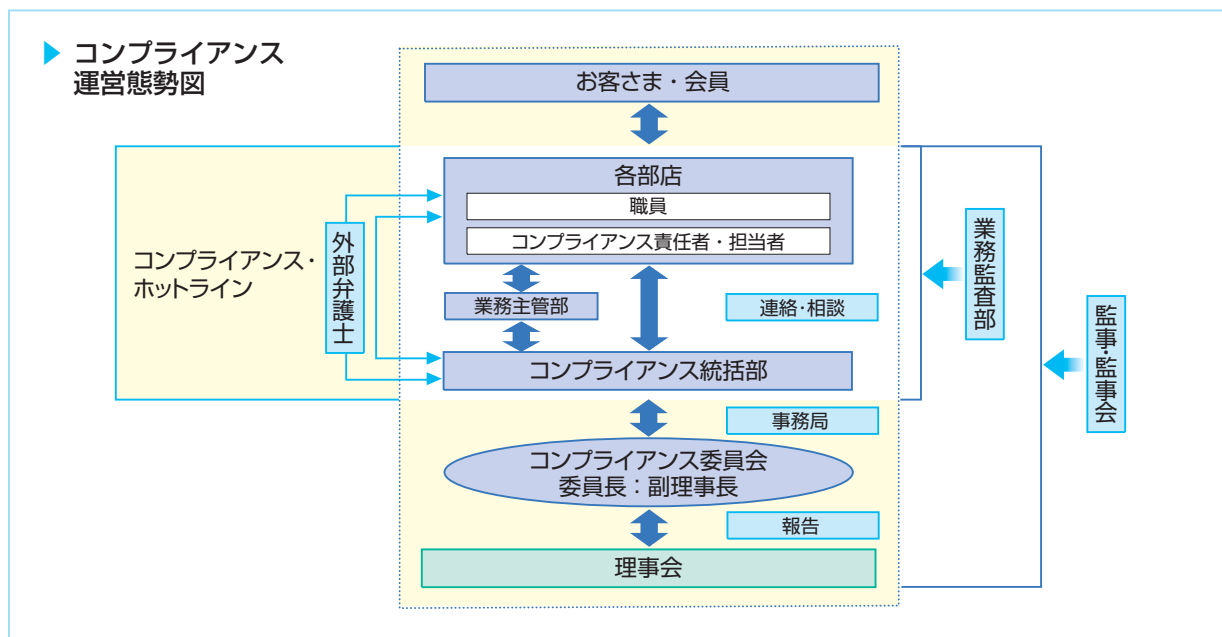 コンプライアンス
運営態勢図
お客さま・会員
各部店
職員
コンプライアンス責任者・担当者
コンプライアンス・
ホットライン
外部弁護士
業務主管部
連絡・相談
コンプライアンス統括部
業務監査部
監事・監事会
事務局
コンプライアンス委員会
委員長：副理事長
報告
理事会